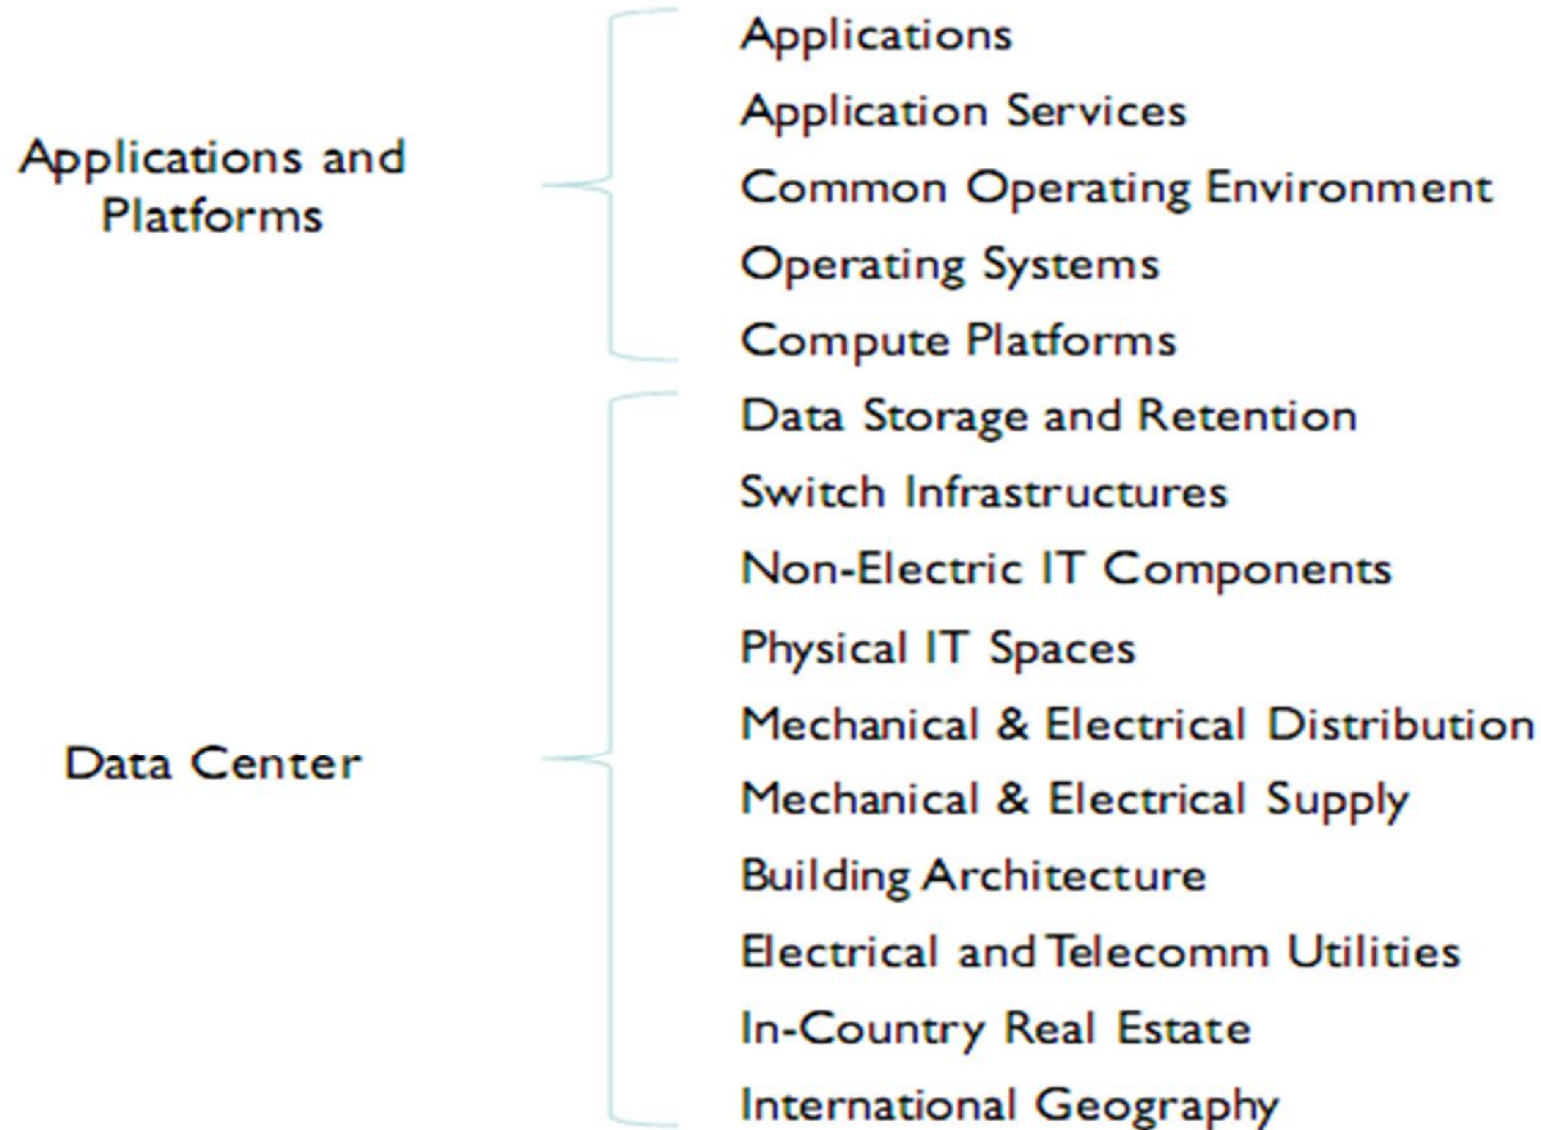 Applications and
Platforms
Applications
Application Services
Common Operating Environment
Operating Systems
Compute Platforms
Data Center
Data Storage and Retention
Switch Infrastructures
Non-Electric IT Components
Physical IT Spaces
Mechanical & Electrical Distribution
Mechanical & Electrical Supply
Building Architecture
Electrical and Telecomm Utilities
In-Country Real Estate
International Geography